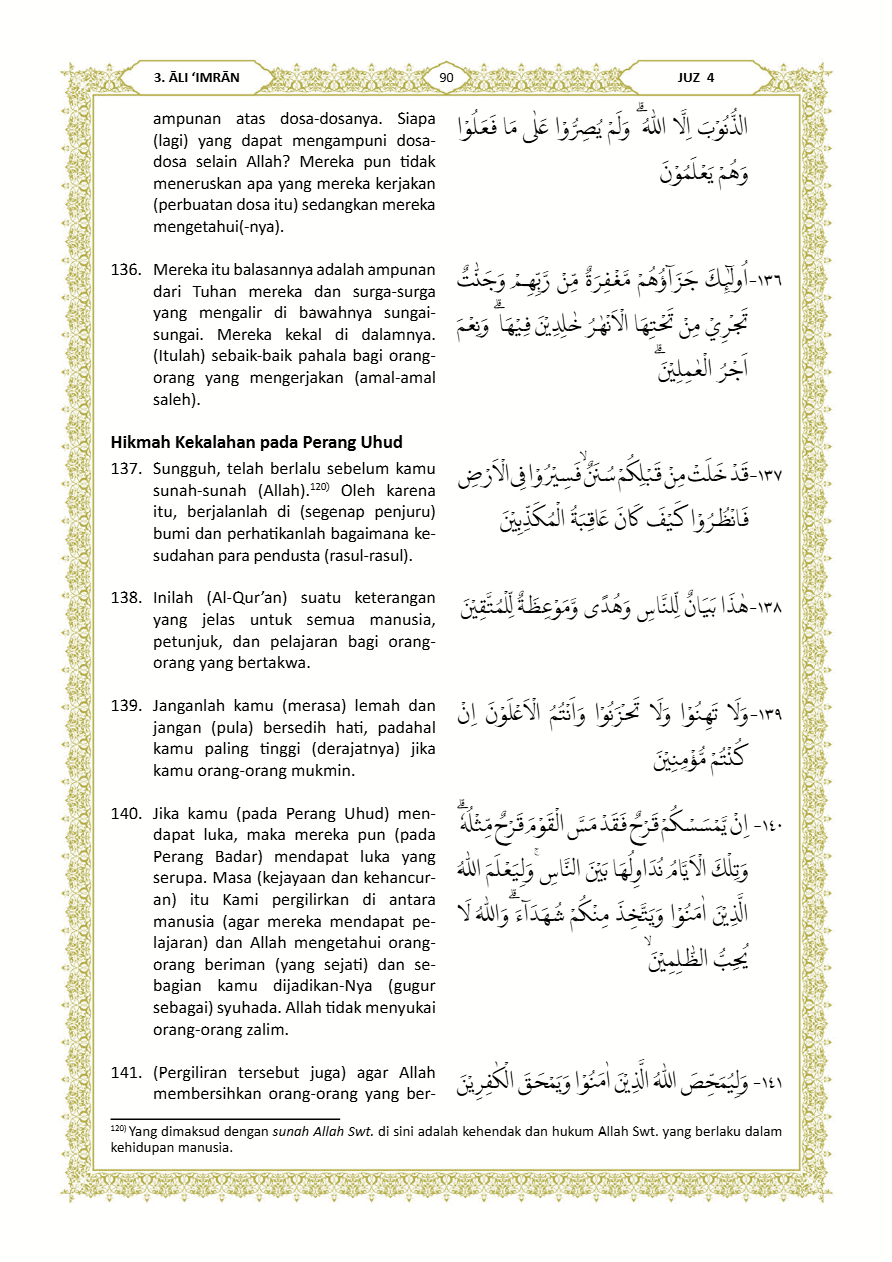 3. ĀLI ‘IMRĀN
90
JUZ 4
ampunan atas dosa-dosanya. Siapa
(lagi) yang dapat mengampuni dosa-
dosa selain Allah? Mereka pun tidak
meneruskan apa yang mereka kerjakan
(perbuatan dosa itu) sedangkan mereka
mengetahui(-nya).
الذُّنُوْبَ اِلَّا اللّٰهُ ۗ وَلَمْ يُصِرُّوْا عَلٰى مَا فَعَلُوْا
وَهُمْ يَعْلَمُوْنَ
136. Mereka itu balasannya adalah ampunan
dari Tuhan mereka dan surga-surga
yang mengalir di bawahnya sungai-
sungai. Mereka kekal di dalamnya.
(Itulah) sebaik-baik pahala bagi orang-
orang yang mengerjakan (amal-amal
saleh).
١٣٦- اُولٰۤىِٕكَ جَزَاۤؤُهُمْ مَّغْفِرَةٌ مِّنْ رَّبِّهِمْ وَجَنّٰتٌ
تَجْرِيْ مِنْ تَحْتِهَا الْاَنْهٰرُ خٰلِدِيْنَ فِيْهَا ۗ وَنِعْمَ
اَجْرُ الْعٰمِلِيْنَ ۗ
Hikmah Kekalahan pada Perang Uhud
137. Sungguh, telah berlalu sebelum kamu
sunah-sunah (Allah).120) Oleh karena
itu, berjalanlah di (segenap penjuru)
bumi dan perhatikanlah bagaimana ke-
sudahan para pendusta (rasul-rasul).
١٣٧- قَدْ خَلَتْ مِنْ قَبْلِكُمْ سُنَنٌ ۙ فَسِيْرُوْا فِى الْاَرْضِ
فَانْظُرُوْا كَيْفَ كَانَ عَاقِبَةُ الْمُكَذِّبِيْنَ
138. Inilah (Al-Qur’an) suatu keterangan
yang jelas untuk semua manusia,
petunjuk, dan pelajaran bagi orang-
orang yang bertakwa.
١٣٨- هٰذَا بَيَانٌ لِّلنَّاسِ وَهُدًى وَّمَوْعِظَةٌ لِّلْمُتَّقِيْنَ
139. Janganlah kamu (merasa) lemah dan
jangan (pula) bersedih hati, padahal
kamu paling tinggi (derajatnya) jika
kamu orang-orang mukmin.
١٣٩- وَلَا تَهِنُوْا وَلَا تَحْزَنُوْا وَاَنْتُمُ الْاَعْلَوْنَ اِنْ
كُنْتُمْ مُّؤْمِنِيْنَ
140. Jika kamu (pada Perang Uhud) men-
dapat luka, maka mereka pun (pada
Perang Badar) mendapat luka yang
serupa. Masa (kejayaan dan kehancur-
an) itu Kami pergilirkan di antara
manusia (agar mereka mendapat pe-
lajaran) dan Allah mengetahui orang-
orang beriman (yang sejati) dan se-
bagian kamu dijadikan-Nya (gugur
sebagai) syuhada. Allah tidak menyukai
orang-orang zalim.
١٤٠- اِنْ يَّمْسَسْكُمْ قَرْحٌ فَقَدْ مَسَّ الْقَوْمَ قَرْحٌ مِّثْلُهٗ ۗ
وَتِلْكَ الْاَيَّامُ نُدَاوِلُهَا بَيْنَ النَّاسِ ۚ وَلِيَعْلَمَ اللّٰهُ
الَّذِيْنَ اٰمَنُوْا وَيَتَّخِذَ مِنْكُمْ شُهَدَاۤءَ ۗ وَاللّٰهُ لَا
يُحِبُّ الظّٰلِمِيْنَ ۙ
141. (Pergiliran tersebut juga) agar Allah
membersihkan orang-orang yang ber-
١٤١- وَلِيُمَحِّصَ اللّٰهُ الَّذِيْنَ اٰمَنُوْا وَيَمْحَقَ الْكٰفِرِيْنَ
120) Yang dimaksud dengan sunah Allah Swt. di sini adalah kehendak dan hukum Allah Swt. yang berlaku dalam
kehidupan manusia.